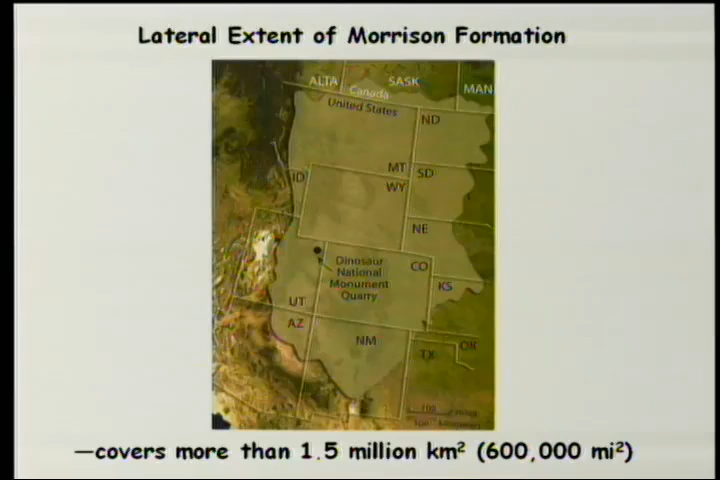 Lateral Extent of Morrison Formation
ALTA
SASK
MAN
Canada
United States
ND
MT
SD
ID
WY
NE
Dinosaur
National
Monument
Quarry
CO
KS
UT
AZ
NM
TX
OK
—covers more than 1.5 million km² (600,000 mi²)